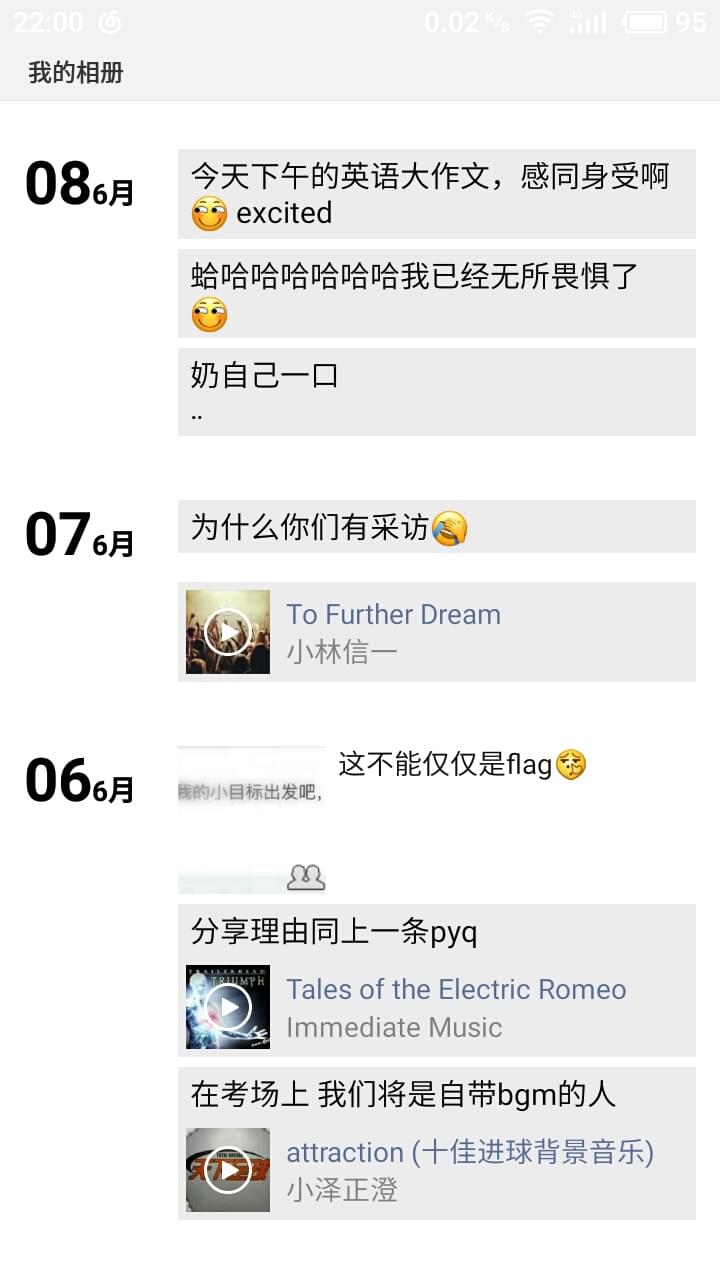 22:00 0.02 K/s 4G 95
我的相册
08 6月
今天下午的英语大作文，感同身受啊
excited
蛤哈哈哈哈哈哈我已经无所畏惧了
奶自己一口
..
07 6月
为什么你们有采访
To Further Dream
小林信一
06 6月
这不能仅仅是flag
我的小目标出发吧,
分享理由同上一条pyq
TRIUMPH
Tales of the Electric Romeo
Immediate Music
在考场上 我们将是自带bgm的人
天下足球
attraction (十佳进球背景音乐)
小泽正澄